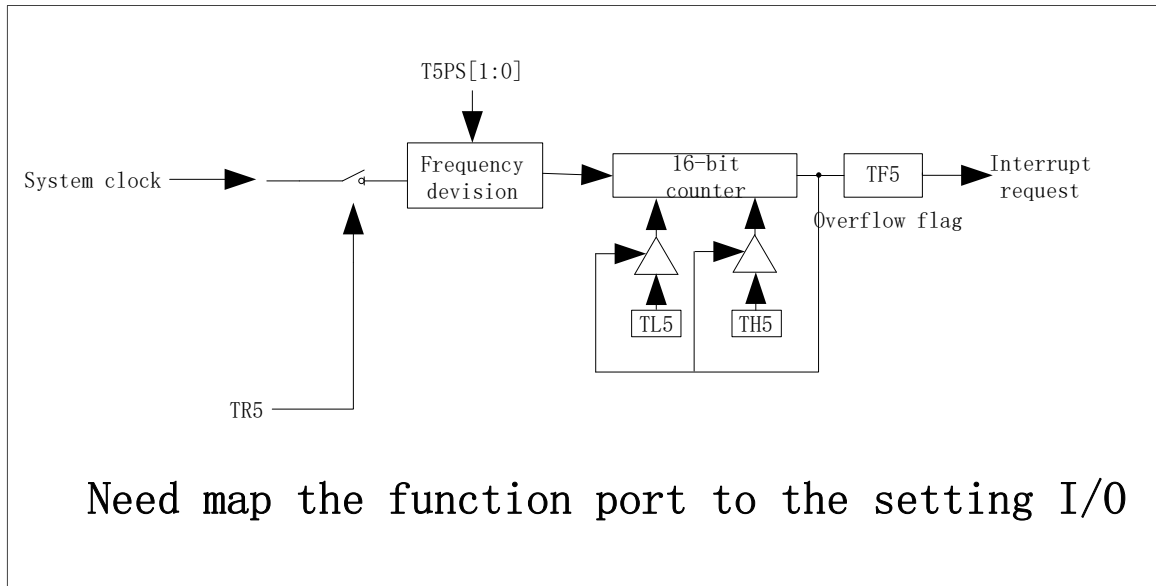 T5PS[1:0]
System clock
Frequency
devision
16-bit
counter
TF5
Interrupt
request
Overflow flag
TL5
TH5
TR5
Need map the function port to the setting I/O